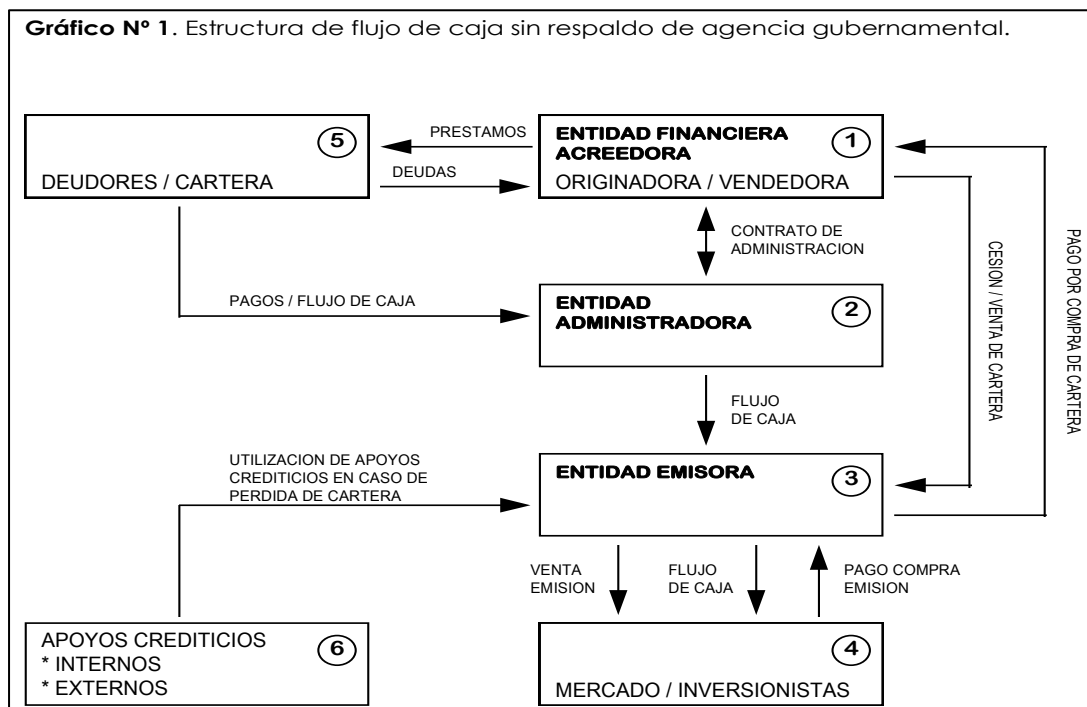 Gráfico Nº 1. Estructura de flujo de caja sin respaldo de agencia gubernamental.
5
DEUDORES / CARTERA
PRESTAMOS
DEUDAS
ENTIDAD FINANCIERA
ACREEDORA
1
ORIGINADORA / VENDEDORA
CONTRATO DE
ADMINISTRACION
PAGOS / FLUJO DE CAJA
ENTIDAD
ADMINISTRADORA
2
CESION / VENTA DE CARTERA
PAGO POR COMPRA DE CARTERA
FLUJO
DE CAJA
UTILIZACION DE APOYOS
CREDITICIOS EN CASO DE
PERDIDA DE CARTERA
ENTIDAD EMISORA
3
VENTA
EMISION
FLUJO
DE CAJA
PAGO COMPRA
EMISION
APOYOS CREDITICIOS
* INTERNOS
* EXTERNOS
6
4
MERCADO / INVERSIONISTAS